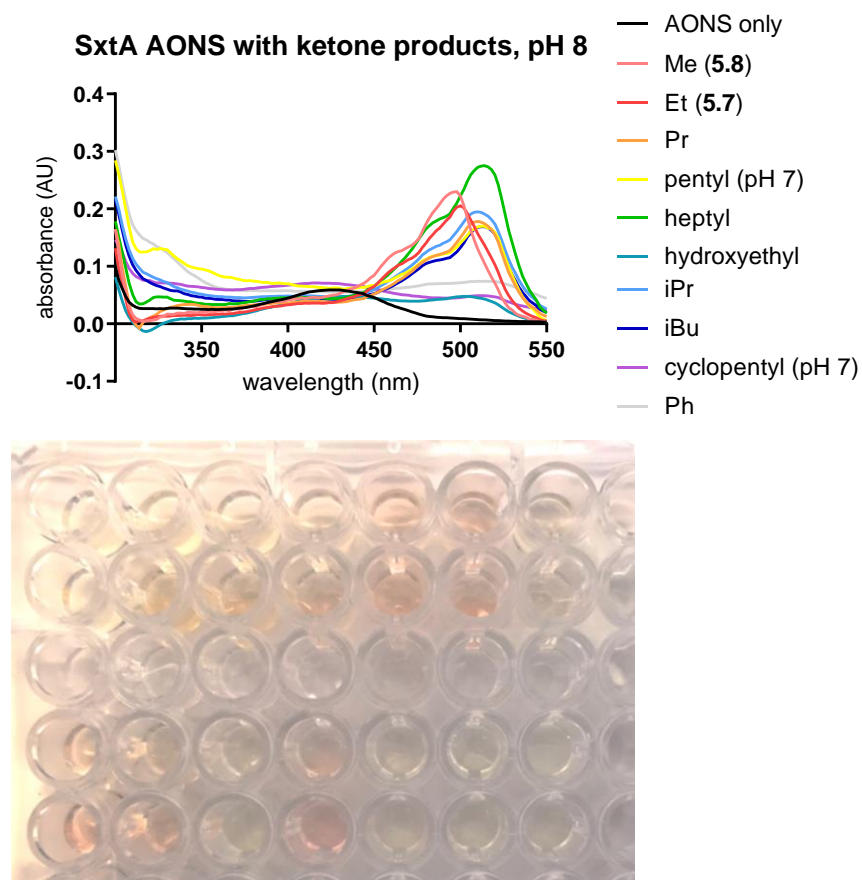 SxtA AONS with ketone products, pH 8
absorbance (AU)
0.4
0.3
0.2
0.1
0.0
-0.1
350 400 450 500 550
wavelength (nm)
AONS only
Me (5.8)
Et (5.7)
Pr
pentyl (pH 7)
heptyl
hydroxyethyl
iPr
iBu
cyclopentyl (pH 7)
Ph